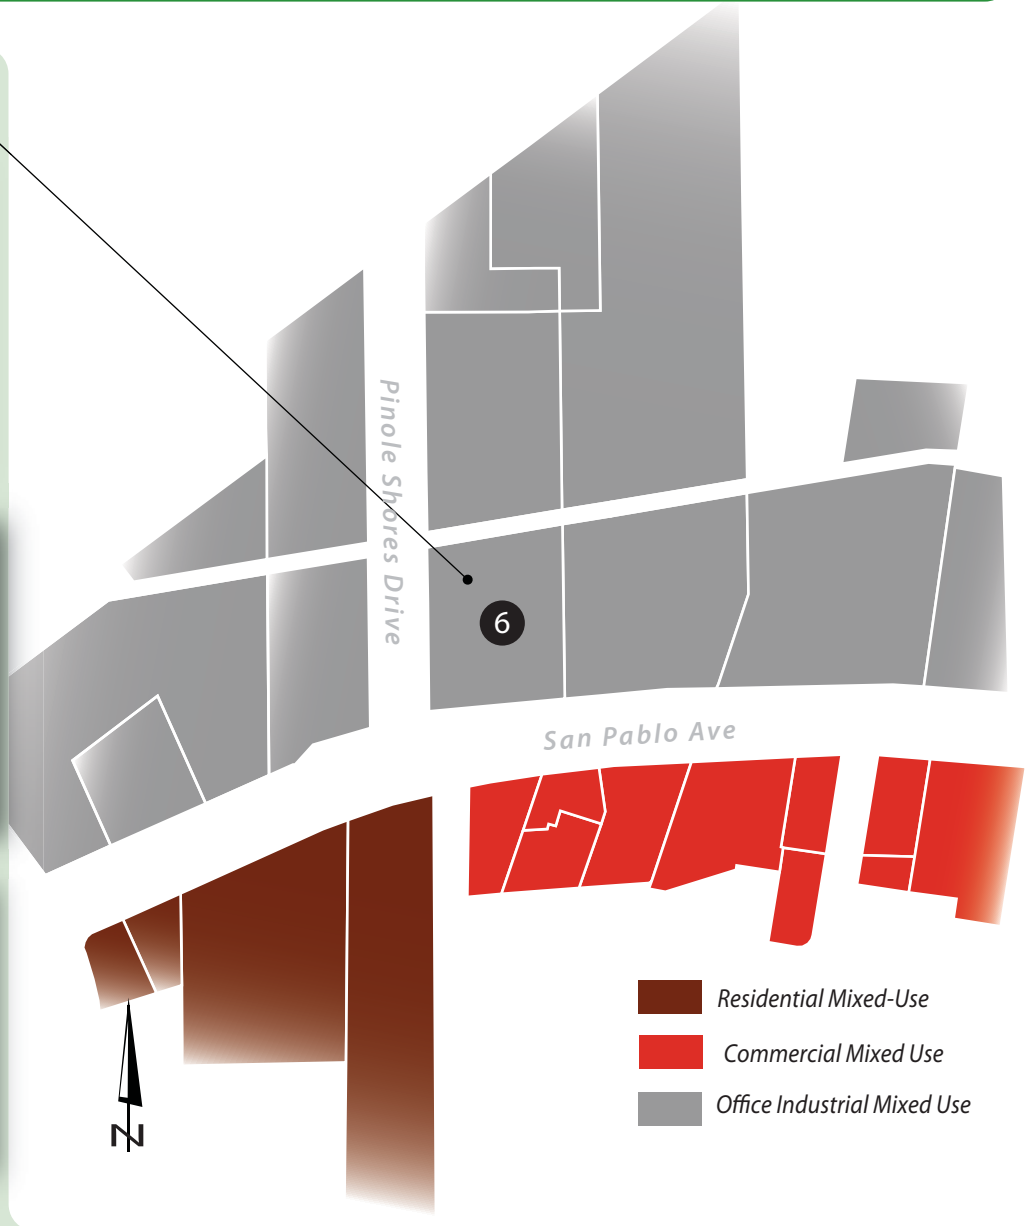 Pinole Shores Drive
6
San Pablo Ave
Residential Mixed-Use
Commercial Mixed Use
Office Industrial Mixed Use
N